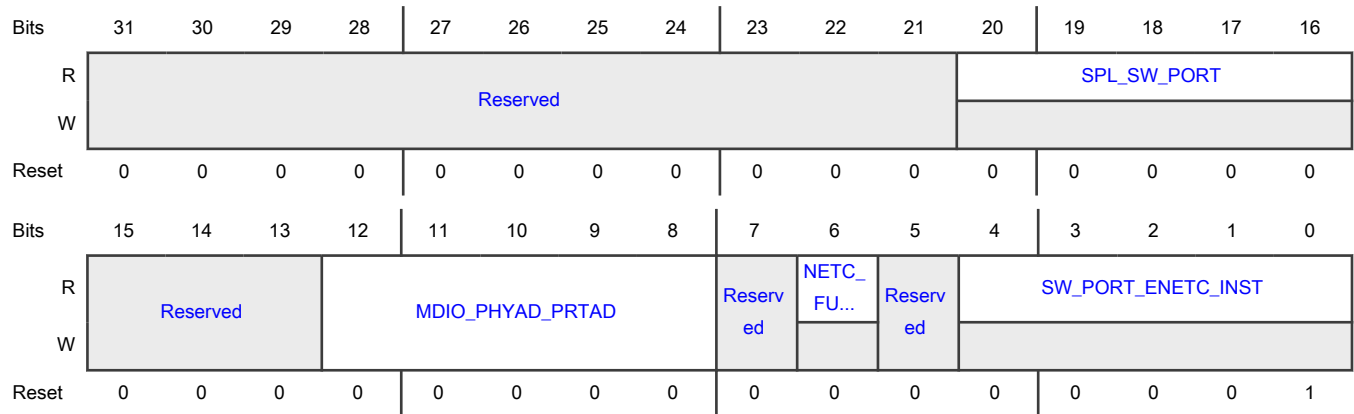 Bits 31 30 29 28 27 26 25 24 23 22 21 20 19 18 17 16
R Reserved SPL_SW_PORT
W
Reset 0 0 0 0 0 0 0 0 0 0 0 0 0 0 0 0
Bits 15 14 13 12 11 10 9 8 7 6 5 4 3 2 1 0
R Reserved MDIO_PHYAD_PRTAD Reserv NETC_ Reserv SW_PORT_ENETC_INST
ed FU... ed
W
Reset 0 0 0 0 0 0 0 0 0 0 0 0 0 0 0 1